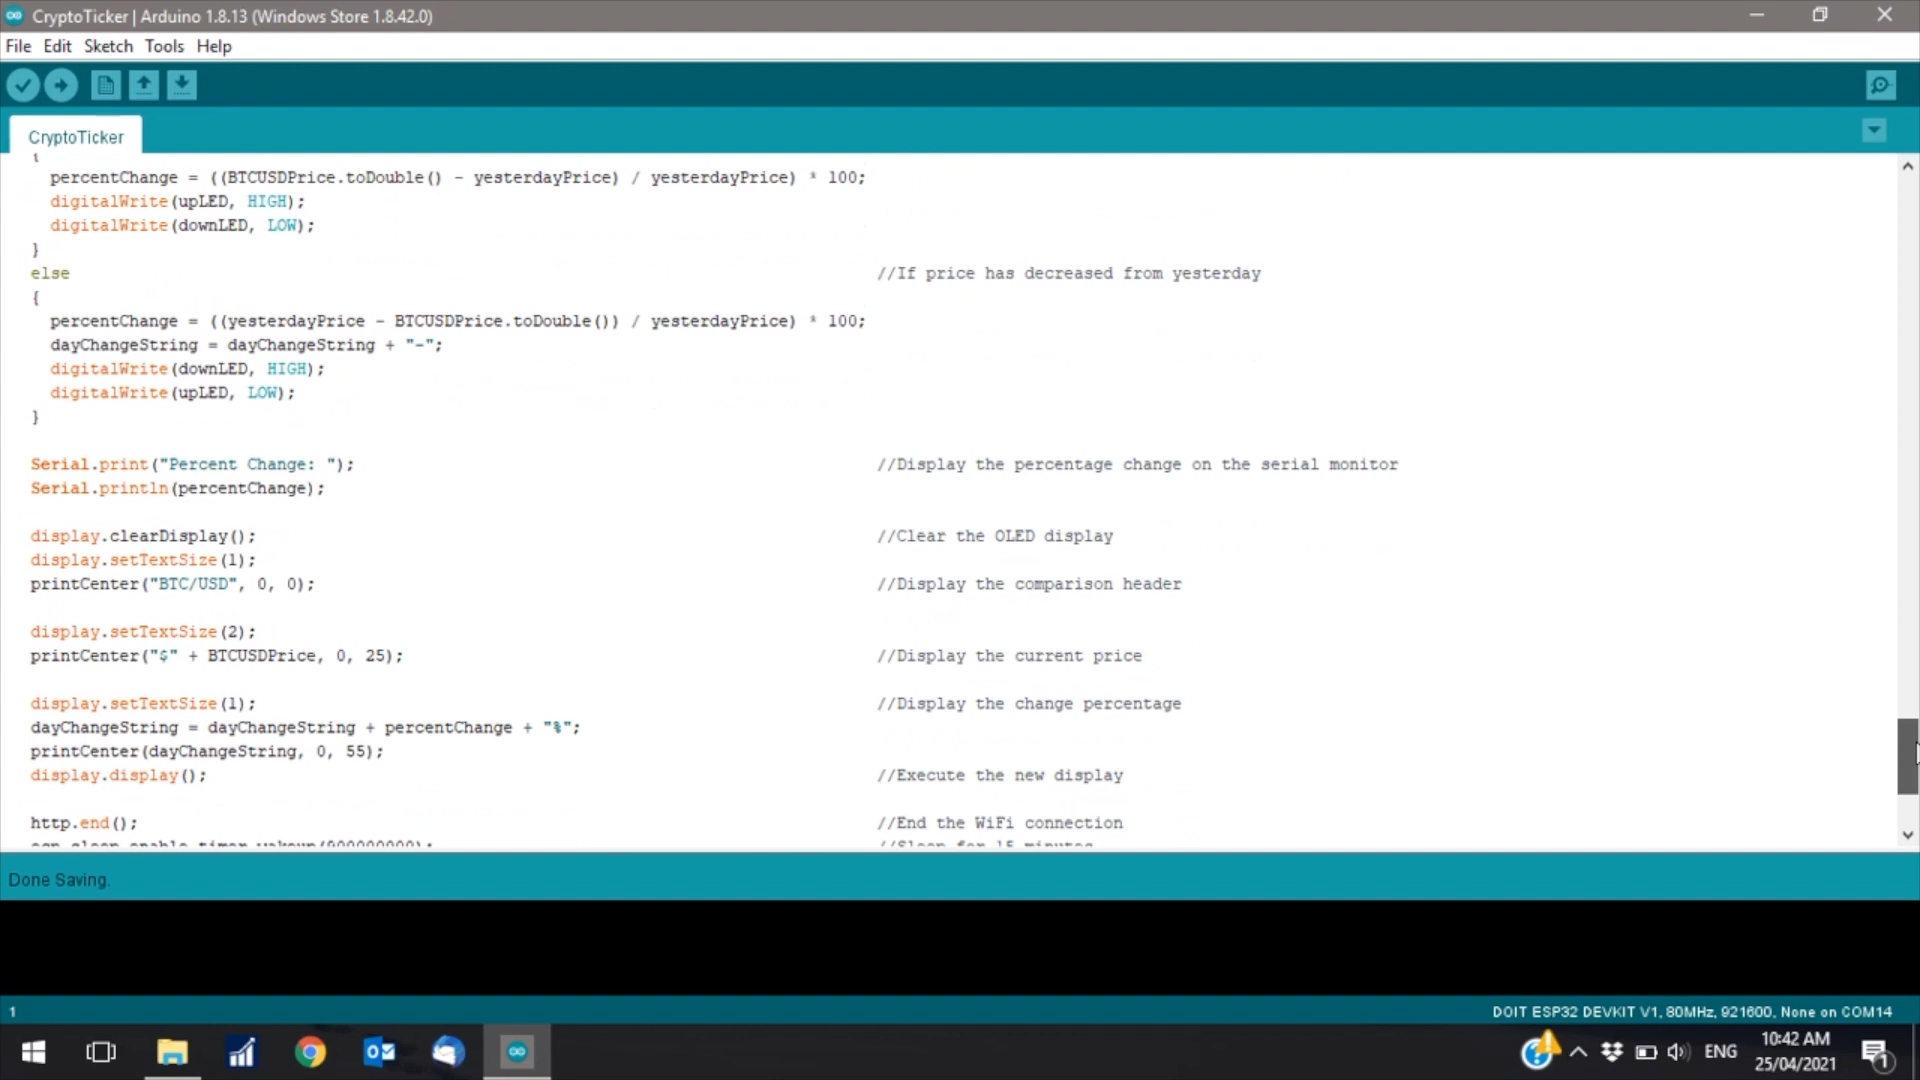 CryptoTicker | Arduino 1.8.13 (Windows Store 1.8.42.0)
File Edit Sketch Tools Help
CryptoTicker
{
percentChange = ((BTCUSDPrice.toDouble() - yesterdayPrice) / yesterdayPrice) * 100;
digitalWrite(upLED, HIGH);
digitalWrite(downLED, LOW);
}
else //If price has decreased from yesterday
{
percentChange = ((yesterdayPrice - BTCUSDPrice.toDouble()) / yesterdayPrice) * 100;
dayChangeString = dayChangeString + "-";
digitalWrite(downLED, HIGH);
digitalWrite(upLED, LOW);
}
Serial.print("Percent Change: "); //Display the percentage change on the serial monitor
Serial.println(percentChange);
display.clearDisplay(); //Clear the OLED display
display.setTextSize(1);
printCenter("BTC/USD", 0, 0); //Display the comparison header
display.setTextSize(2);
printCenter("$" + BTCUSDPrice, 0, 25); //Display the current price
display.setTextSize(1); //Display the change percentage
dayChangeString = dayChangeString + percentChange + "%";
printCenter(dayChangeString, 0, 55);
display.display(); //Execute the new display
http.end(); //End the WiFi connection
esp_sleep_enable_timer_wakeup(900000000); //Sleep for 15 minutes
Done Saving.
1 DOIT ESP32 DEVKIT V1, 80MHz, 921600, None on COM14
ENG
10:42 AM
25/04/2021
1